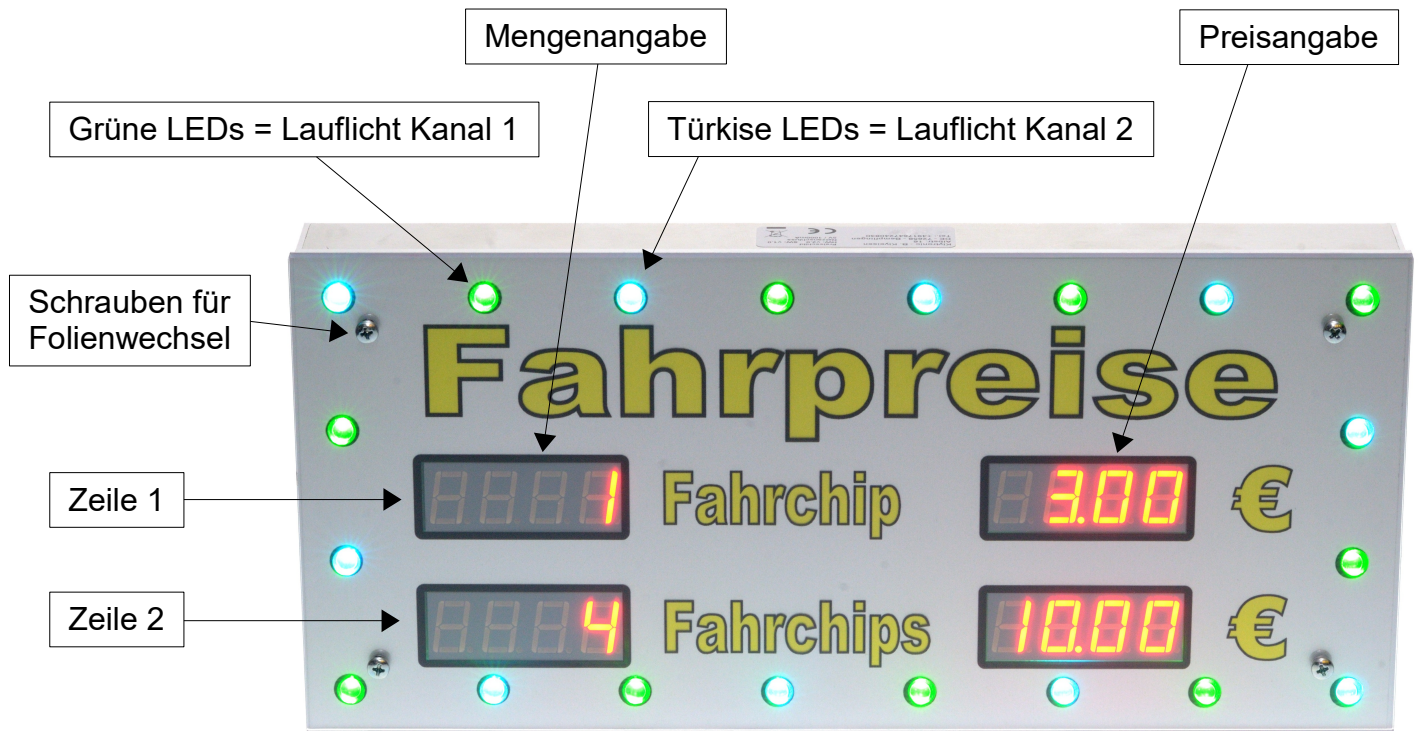 Mengenangabe
Preisangabe
Grüne LEDs = Lauflicht Kanal 1
Türkise LEDs = Lauflicht Kanal 2
Schrauben für
Folienwechsel
Fahrpreise
Zeile 1
1 Fahrchip 3.00 €
Zeile 2
4 Fahrchips 10.00 €